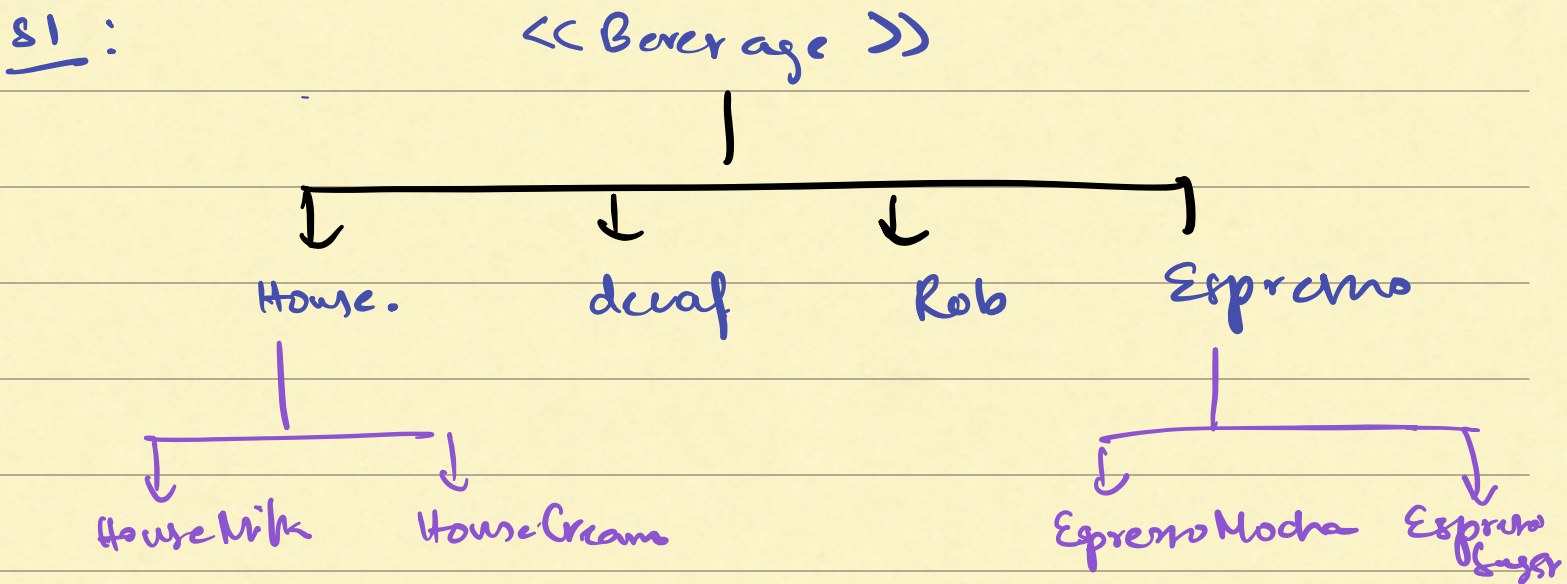 S1 : << Beverage >>
House. decaf Rob Espresso
HouseMilk HouseCream EspressoMocha Espresso
Sugar